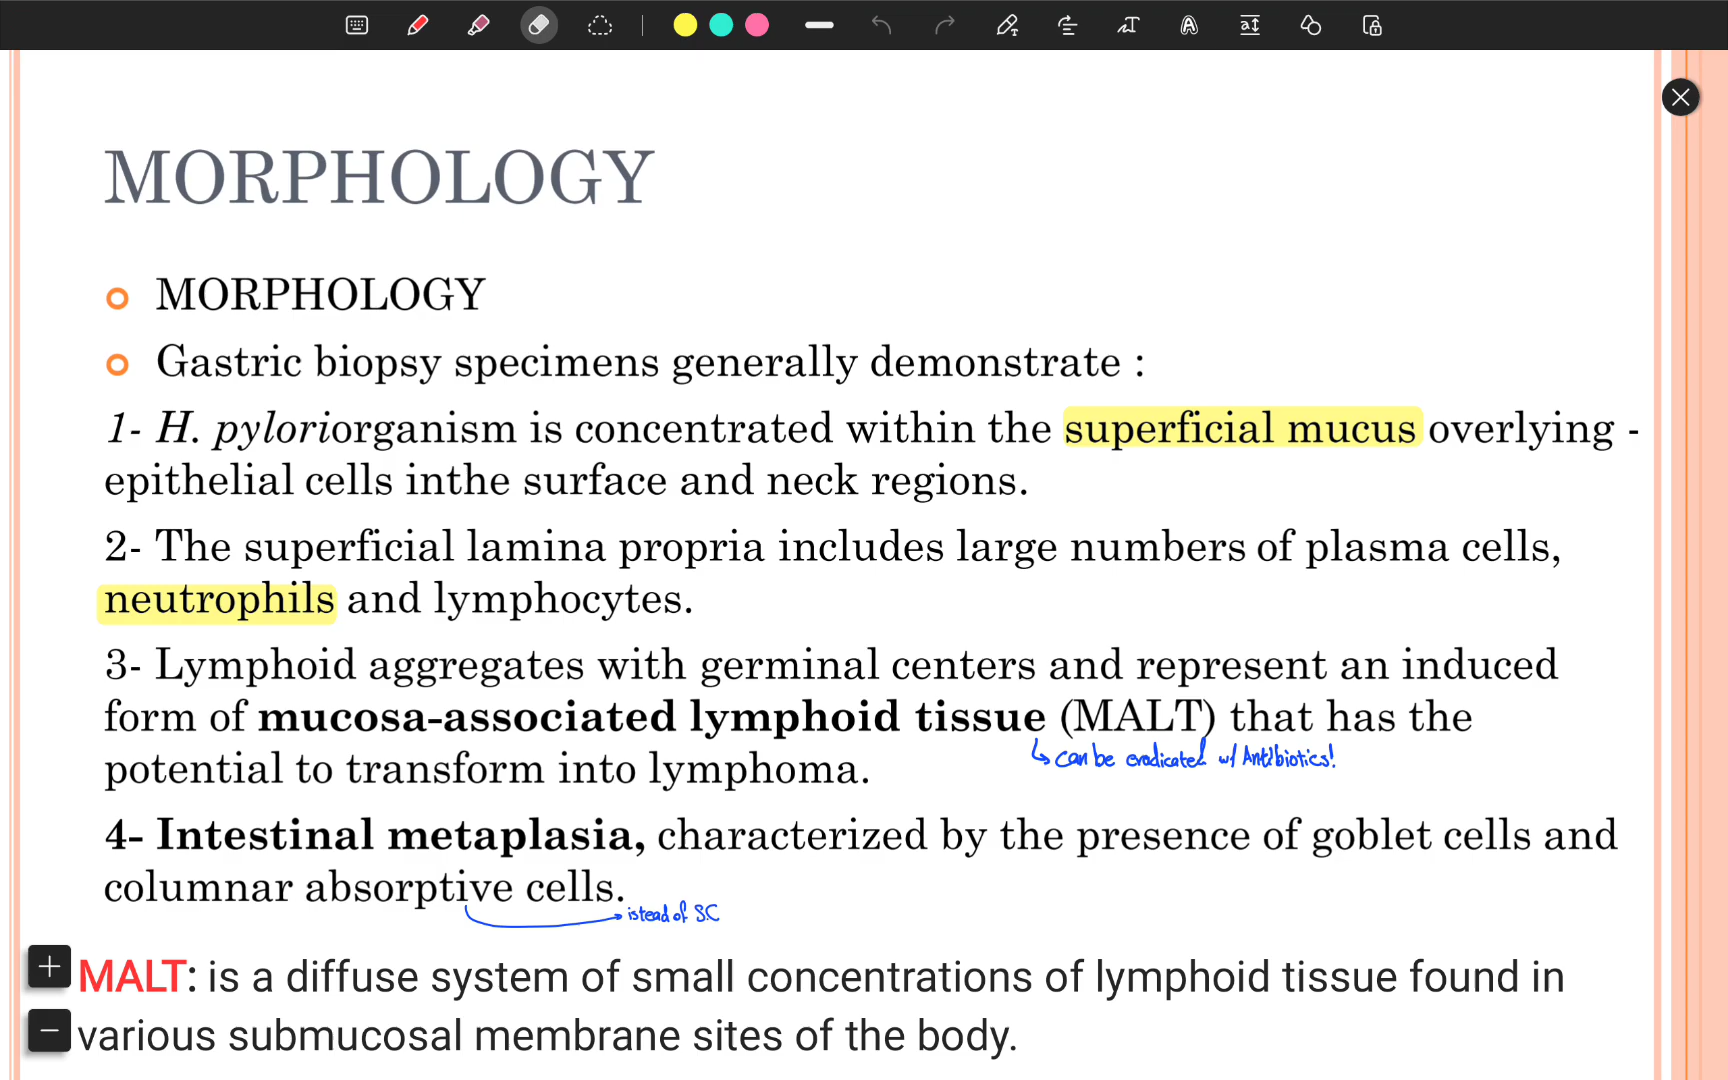 MORPHOLOGY
MORPHOLOGY
Gastric biopsy specimens generally demonstrate :
1- H. pyloriorganism is concentrated within the superficial mucus overlying -
epithelial cells inthe surface and neck regions.
2- The superficial lamina propria includes large numbers of plasma cells,
neutrophils and lymphocytes.
3- Lymphoid aggregates with germinal centers and represent an induced
form of mucosa-associated lymphoid tissue (MALT) that has the
can be eradicated w/ Antibiotics!
potential to transform into lymphoma.
4- Intestinal metaplasia, characterized by the presence of goblet cells and
columnar absorptive cells.
istead of S.C
MALT: is a diffuse system of small concentrations of lymphoid tissue found in
various submucosal membrane sites of the body.